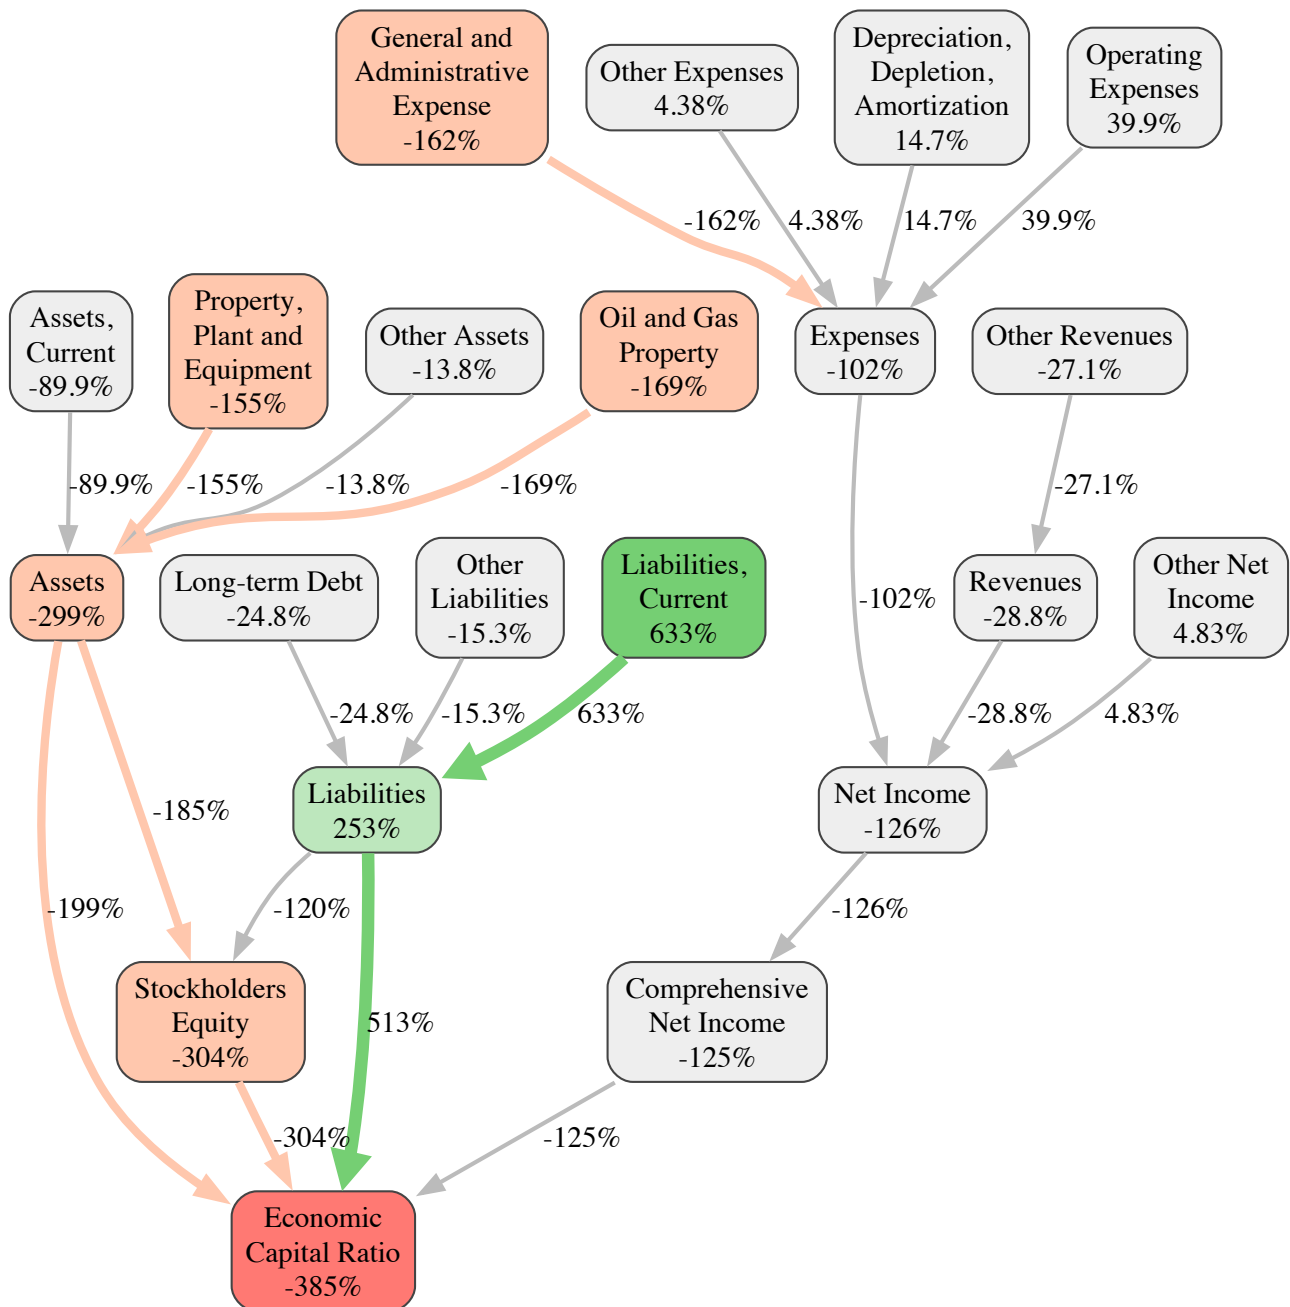 General and
Administrative
Expense
-162%
Other Expenses
4.38%
Depreciation,
Depletion,
Amortization
14.7%
Operating
Expenses
39.9%
-162%
4.38%
14.7%
39.9%
Assets,
Current
-89.9%
Property,
Plant and
Equipment
-155%
Other Assets
-13.8%
Oil and Gas
Property
-169%
Expenses
-102%
Other Revenues
-27.1%
-89.9%
-155%
-13.8%
-169%
-27.1%
Assets
-299%
Long-term Debt
-24.8%
Other
Liabilities
-15.3%
Liabilities,
Current
633%
-102%
Revenues
-28.8%
Other Net
Income
4.83%
-24.8%
-15.3%
633%
-28.8%
4.83%
-185%
Liabilities
253%
Net Income
-126%
-199%
-120%
-126%
Stockholders
Equity
-304%
513%
Comprehensive
Net Income
-125%
-304%
-125%
Economic
Capital Ratio
-385%